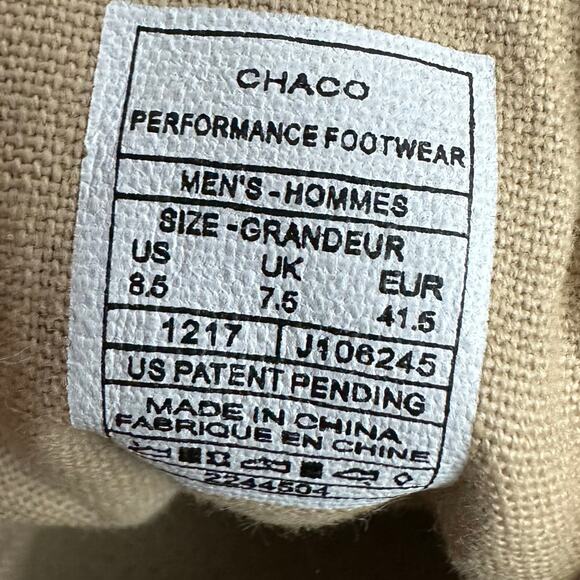 CHACO
PERFORMANCE FOOTWEAR
MEN'S-HOMMES
SIZE-GRANDEUR
US UK EUR
8.5 7.5 41.5
1217 J106245
US PATENT PENDING
MADE IN CHINA
FABRIQUE EN CHINE
2244504